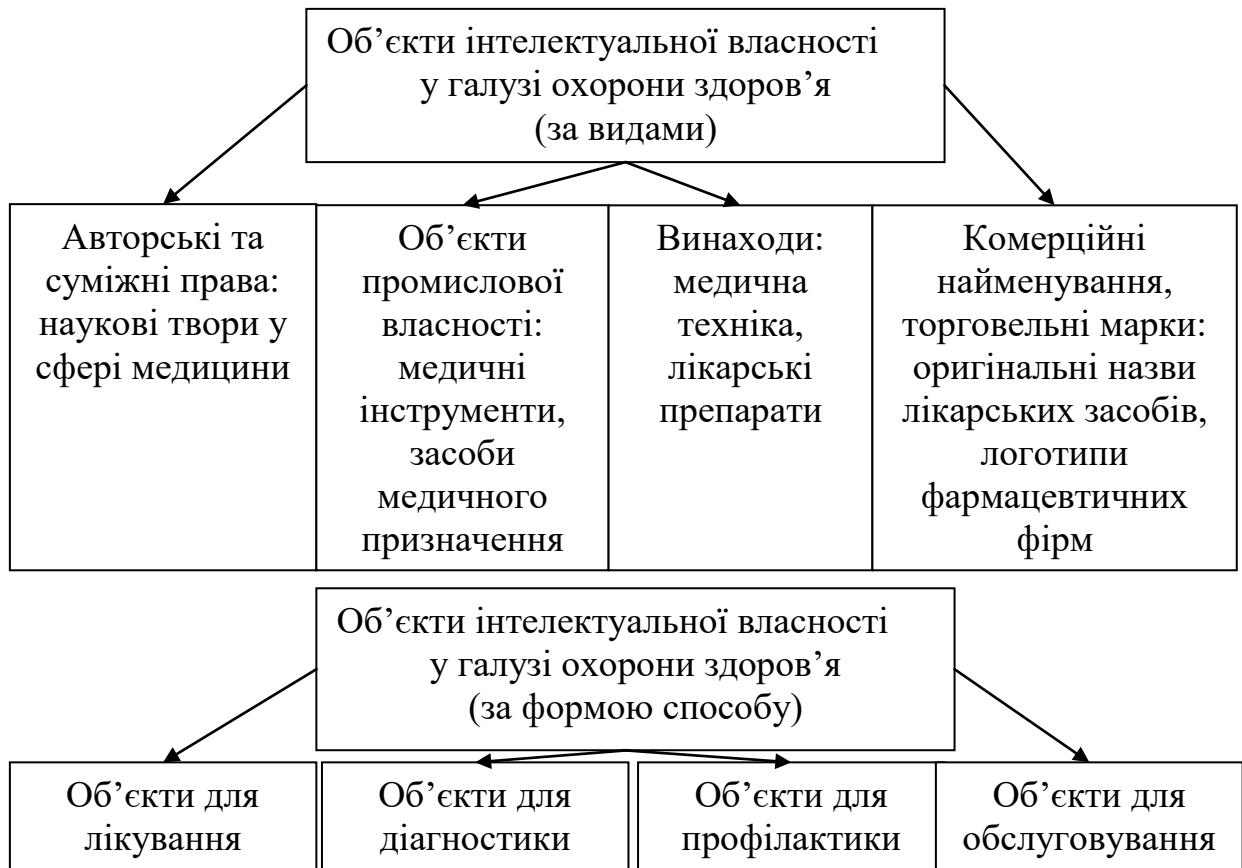 Об’єкти інтелектуальної власності
у галузі охорони здоров’я
(за видами)
Авторські та
суміжні права:
наукові твори у
сфері медицини
Об’єкти
промислової
власності:
медичні
інструменти,
засоби
медичного
призначення
Винаходи:
медична
техніка,
лікарські
препарати
Комерційні
найменування,
торговельні марки:
оригінальні назви
лікарських засобів,
логотипи
фармацевтичних
фірм
Об’єкти інтелектуальної власності
у галузі охорони здоров’я
(за формою способу)
Об’єкти для
лікування
Об’єкти для
діагностики
Об’єкти для
профілактики
Об’єкти для
обслуговування